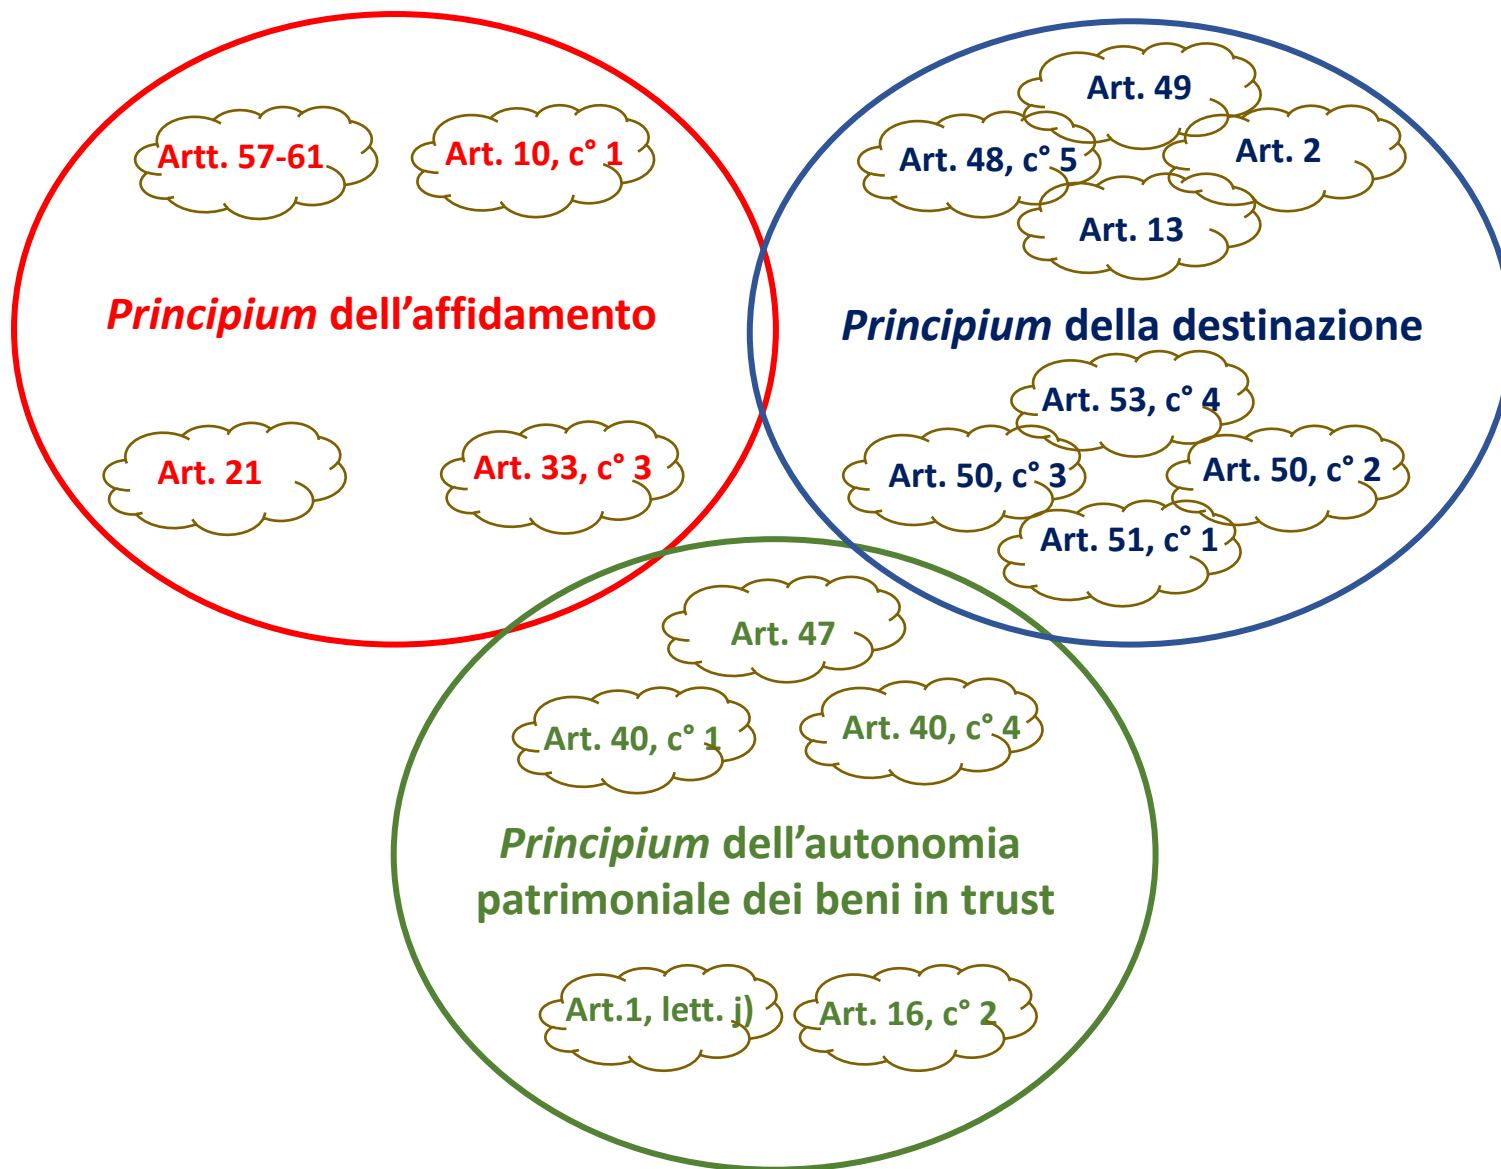 Artt. 57-61
Art. 10, c° 1
Principium dell’affidamento
Art. 21
Art. 33, c° 3
Art. 49
Art. 48, c° 5
Art. 2
Art. 13
Principium della destinazione
Art. 53, c° 4
Art. 50, c° 3
Art. 50, c° 2
Art. 51, c° 1
Art. 47
Art. 40, c° 1
Art. 40, c° 4
Principium dell’autonomia
patrimoniale dei beni in trust
Art.1, lett. j)
Art. 16, c° 2